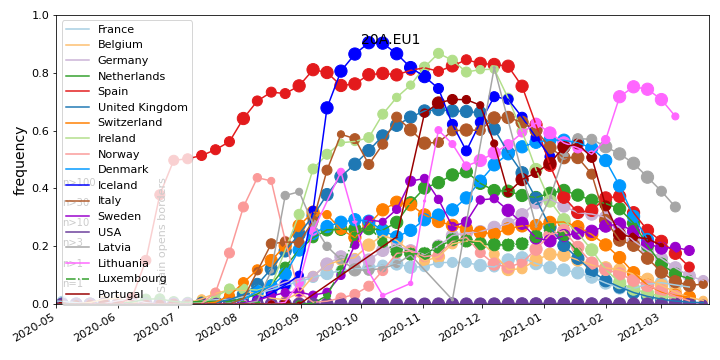 20A.EU1
1.0
0.8
0.6
0.4
0.2
0.0
frequency
France
Belgium
Germany
Netherlands
Spain
United Kingdom
Switzerland
Ireland
Norway
Denmark
Iceland
Italy
Sweden
USA
Latvia
Lithuania
Luxembourg
Portugal
n>3
n=1
Spain opens borders
2020-05
2020-06
2020-07
2020-08
2020-09
2020-10
2020-11
2020-12
2021-01
2021-02
2021-03